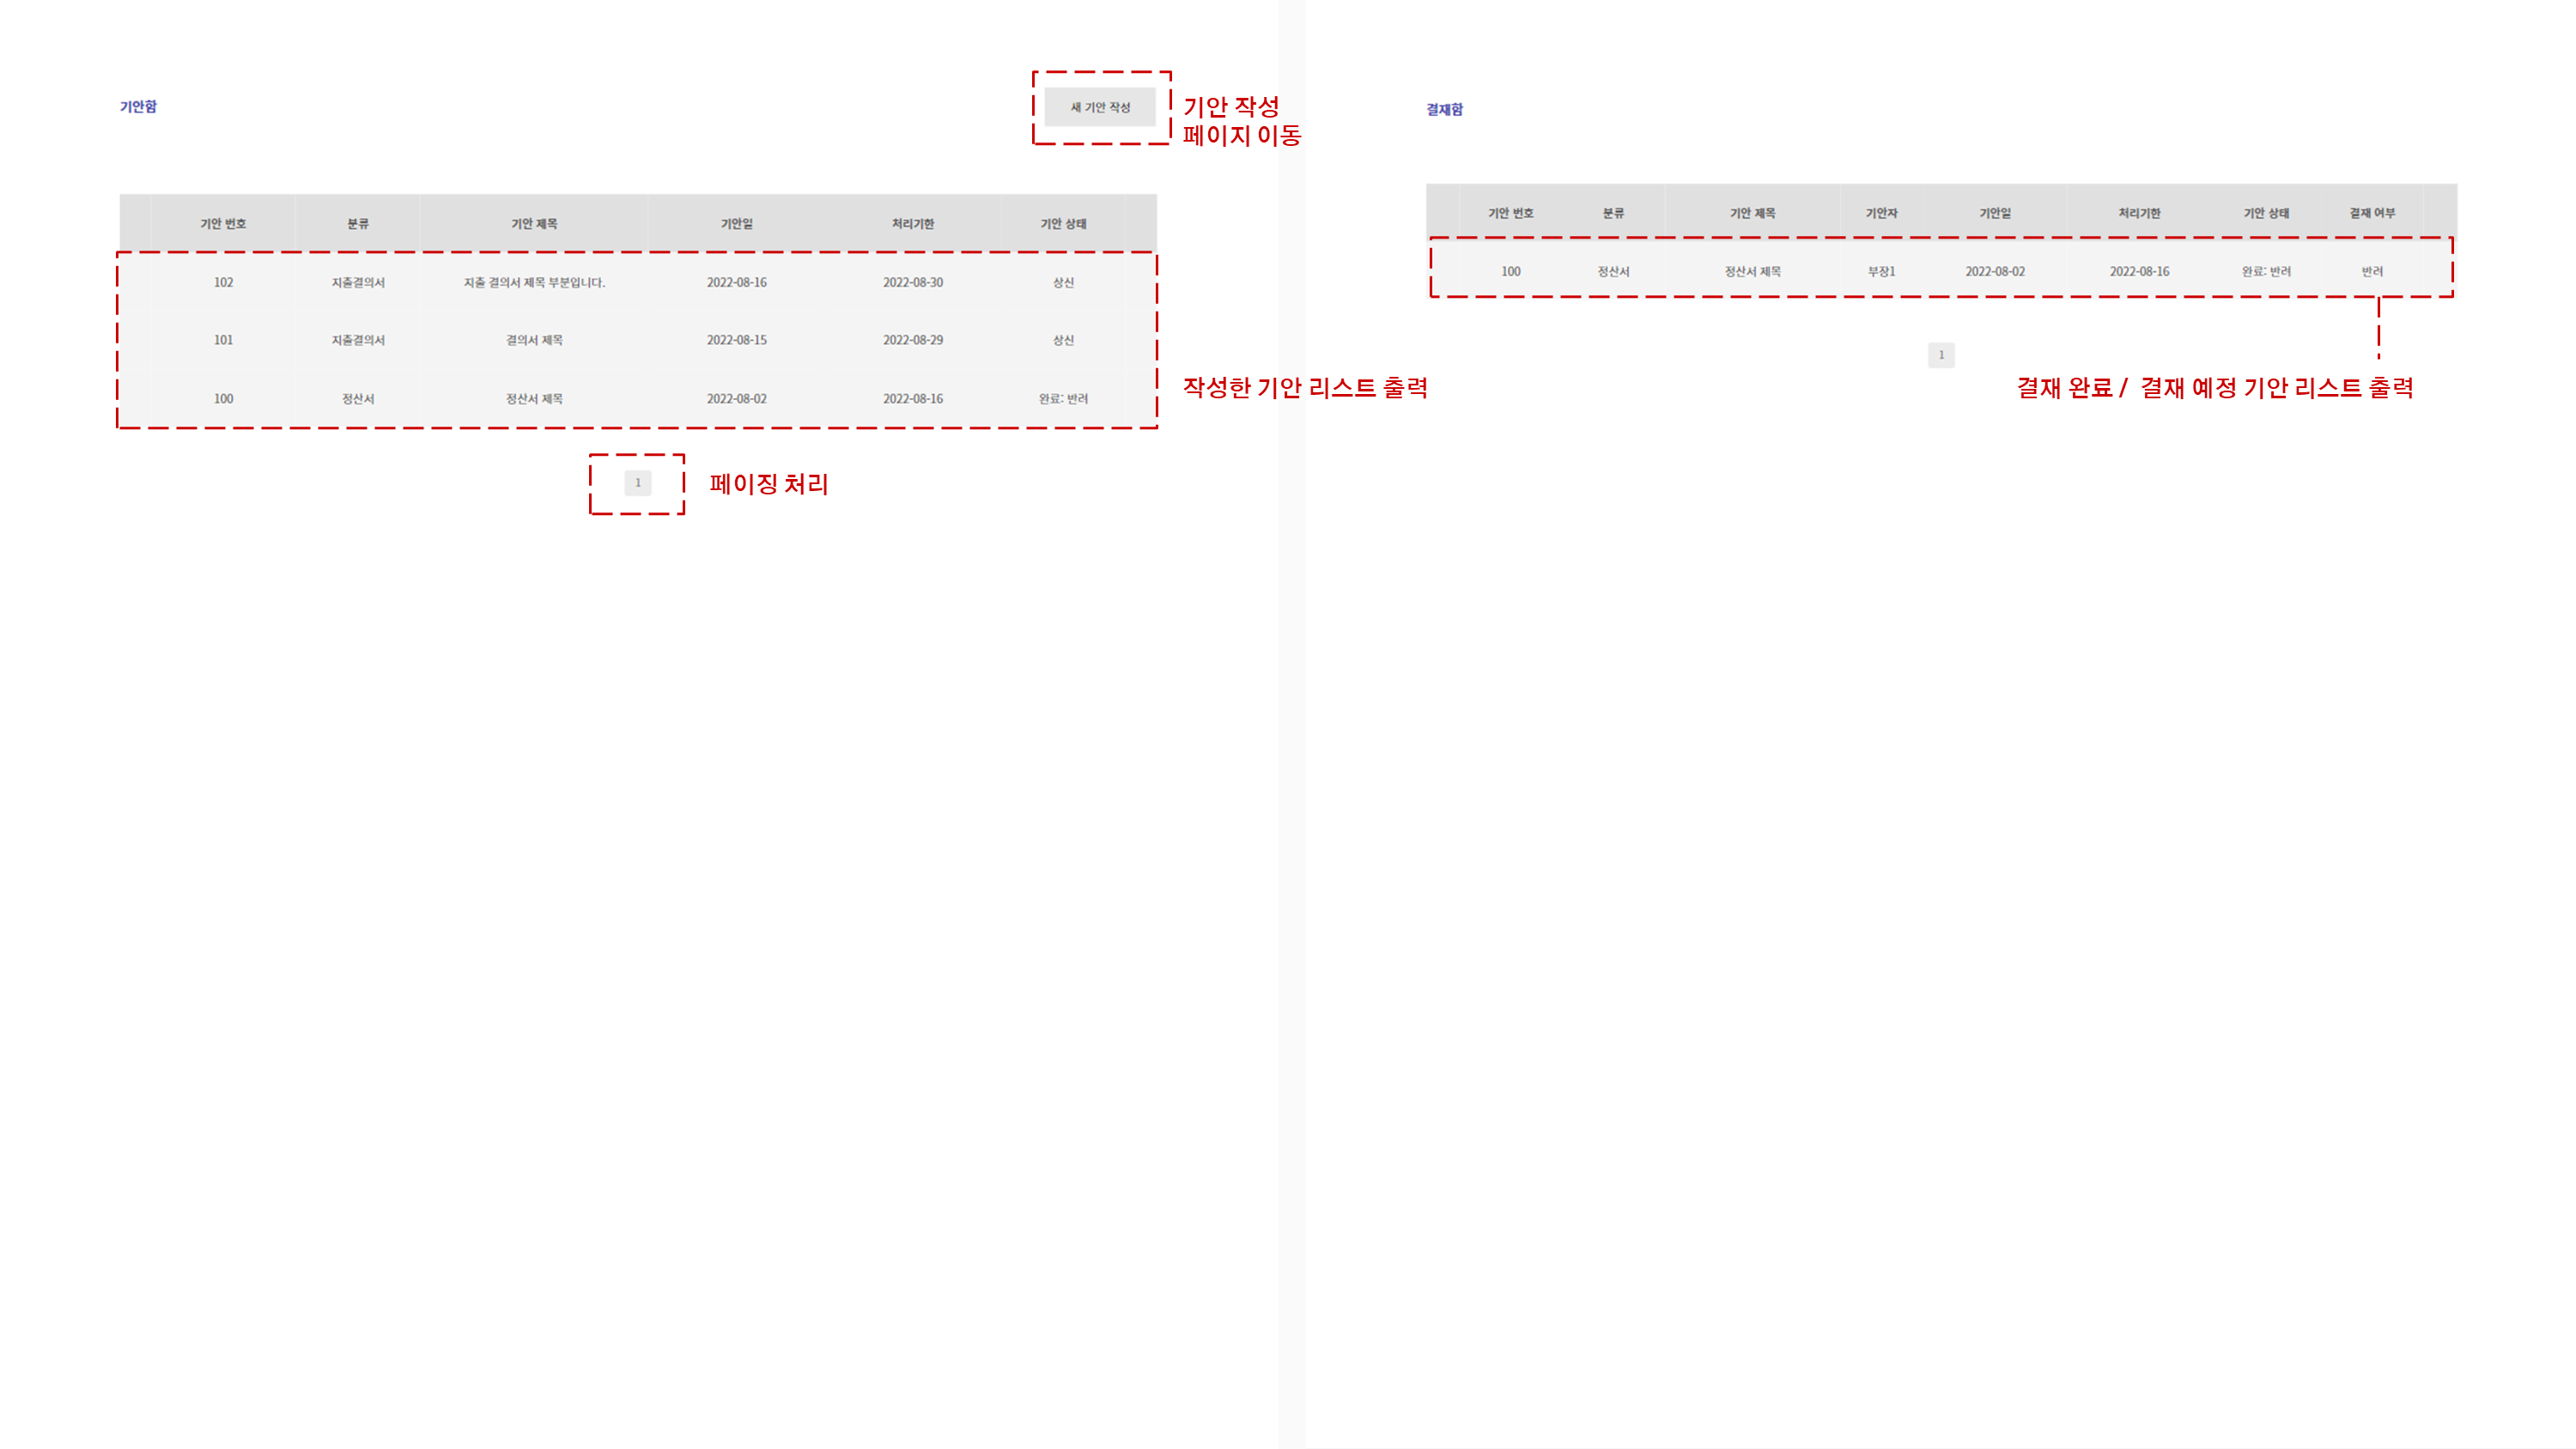 기안함
새 기안 작성
기안 작성
페이지 이동
기안 번호 분류 기안 제목 기안일 처리기한 기안 상태
102 지출결의서 지출 결의서 제목 부분입니다. 2022-08-16 2022-08-30 상신
101 지출결의서 결의서 제목 2022-08-15 2022-08-29 상신
100 정산서 정산서 제목 2022-08-02 2022-08-16 완료: 반려
작성한 기안 리스트 출력
1
페이징 처리
결재함
기안 번호 분류 기안 제목 기안자 기안일 처리기한 기안 상태 결재 여부
100 정산서 정산서 제목 부장1 2022-08-02 2022-08-16 완료: 반려 반려
1
결재 완료 / 결재 예정 기안 리스트 출력